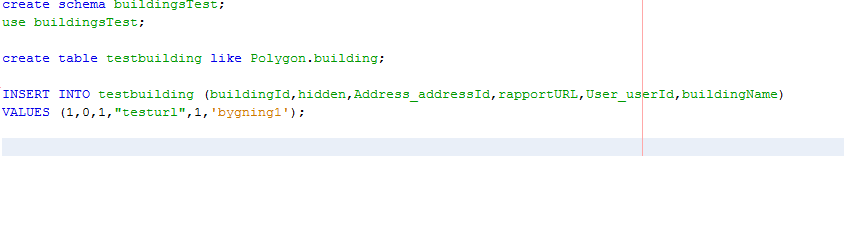 create schema buildingsTest;
use buildingsTest;
create table testbuilding like Polygon.building;
INSERT INTO testbuilding (buildingId,hidden,Address_addressId,rapportURL,User_userId,buildingName)
VALUES (1,0,1,"testurl",1,'bygning1');